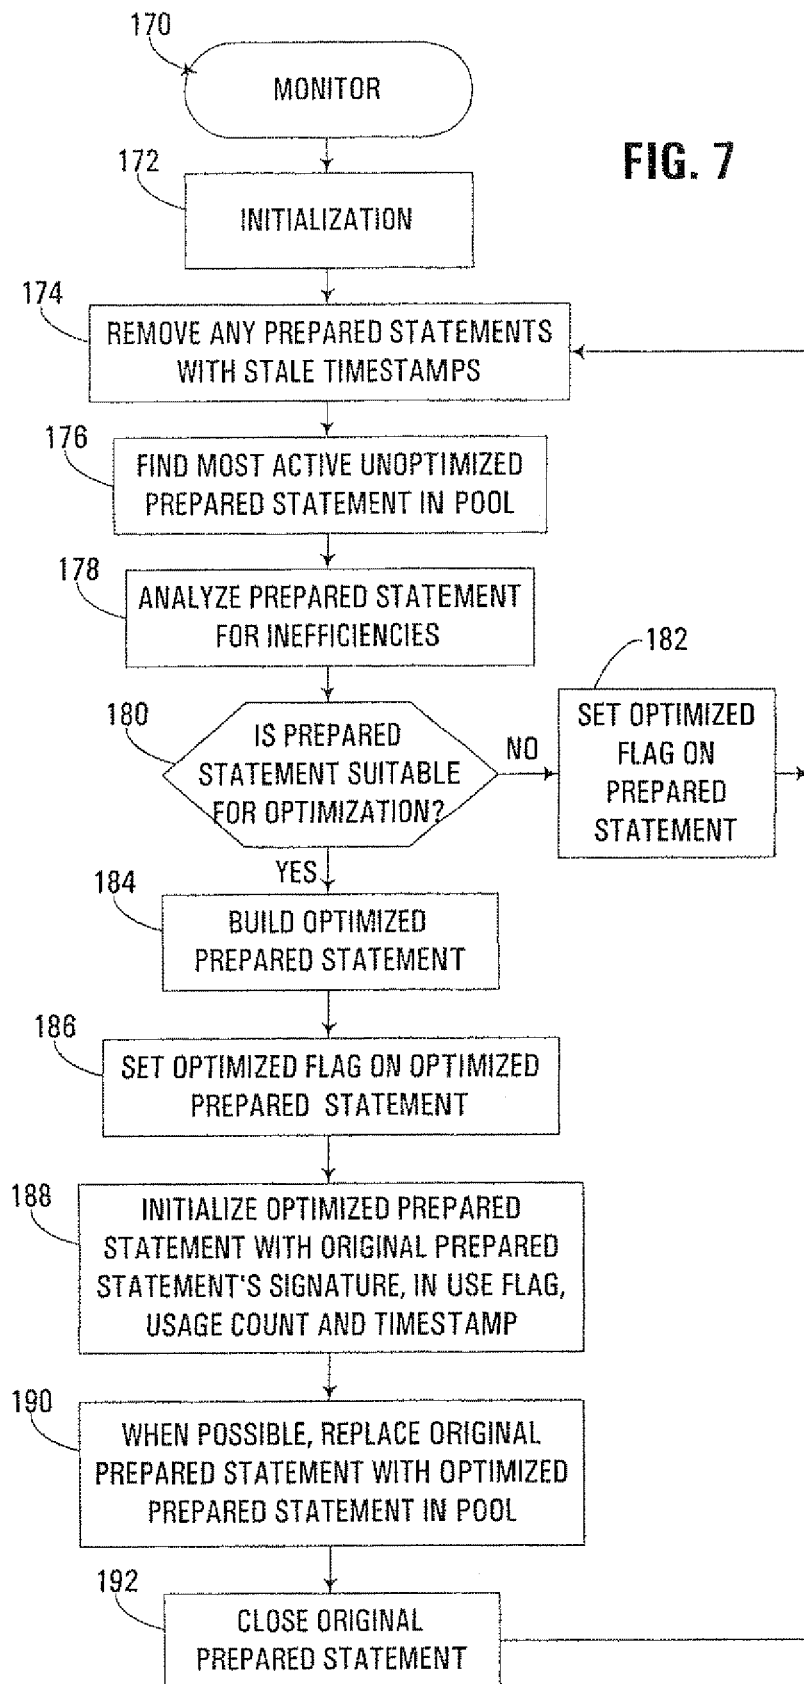 170
MONITOR
FIG. 7
172
INITIALIZATION
174
REMOVE ANY PREPARED STATEMENTS
WITH STALE TIMESTAMPS
176
FIND MOST ACTIVE UNOPTIMIZED
PREPARED STATEMENT IN POOL
178
ANALYZE PREPARED STATEMENT
FOR INEFFICIENCIES
180
IS PREPARED
STATEMENT SUITABLE
FOR OPTIMIZATION?
NO
182
SET OPTIMIZED
FLAG ON
PREPARED
STATEMENT
YES
184
BUILD OPTIMIZED
PREPARED STATEMENT
186
SET OPTIMIZED FLAG ON OPTIMIZED
PREPARED STATEMENT
188
INITIALIZE OPTIMIZED PREPARED
STATEMENT WITH ORIGINAL PREPARED
STATEMENT'S SIGNATURE, IN USE FLAG,
USAGE COUNT AND TIMESTAMP
190
WHEN POSSIBLE, REPLACE ORIGINAL
PREPARED STATEMENT WITH OPTIMIZED
PREPARED STATEMENT IN POOL
192
CLOSE ORIGINAL
PREPARED STATEMENT